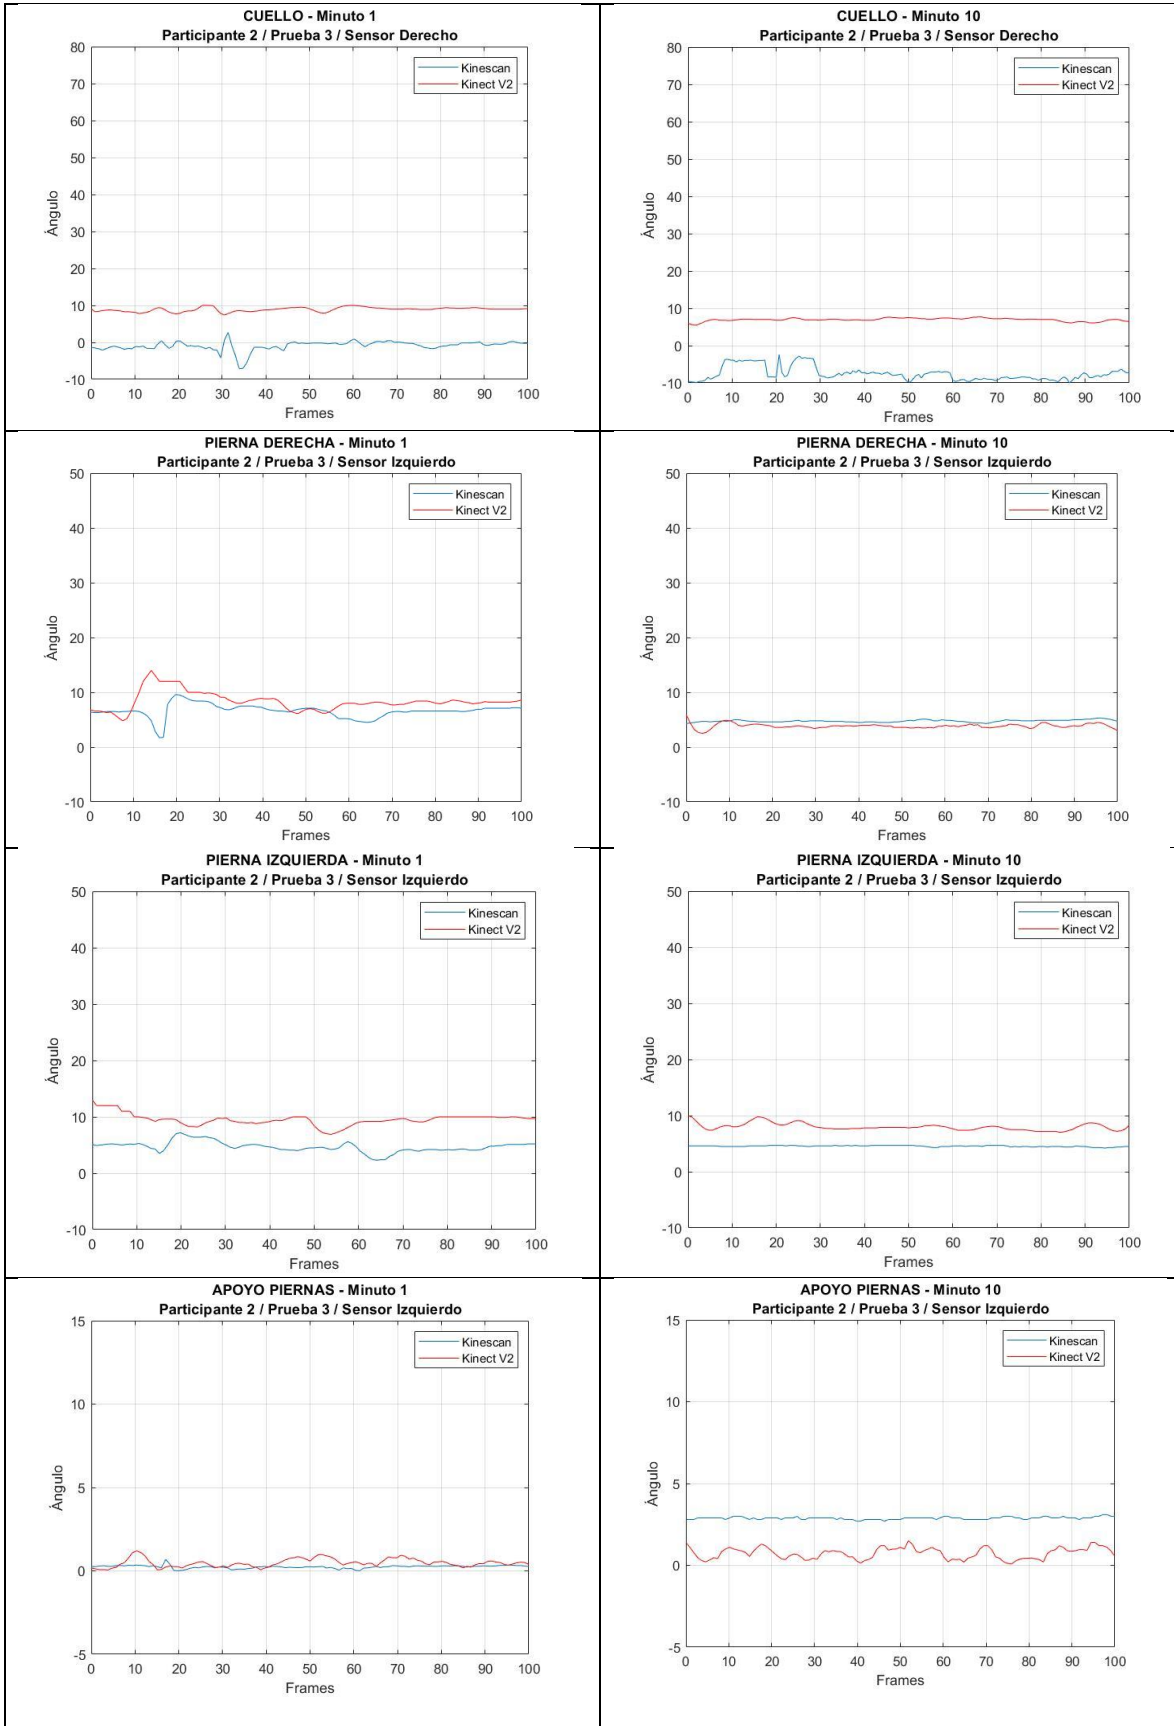 CUELLO - Minuto 1
Participante 2 / Prueba 3 / Sensor Derecho
80
70
60
50
40
30
20
10
0
-10
Ángulo
Kinescan
Kinect V2
0 10 20 30 40 50 60 70 80 90 100
Frames
CUELLO - Minuto 10
Participante 2 / Prueba 3 / Sensor Derecho
80
70
60
50
40
30
20
10
0
-10
Ángulo
Kinescan
Kinect V2
0 10 20 30 40 50 60 70 80 90 100
Frames
PIERNA DERECHA - Minuto 1
Participante 2 / Prueba 3 / Sensor Izquierdo
50
40
30
20
10
0
-10
Ángulo
Kinescan
Kinect V2
0 10 20 30 40 50 60 70 80 90 100
Frames
PIERNA DERECHA - Minuto 10
Participante 2 / Prueba 3 / Sensor Izquierdo
50
40
30
20
10
0
-10
Ángulo
Kinescan
Kinect V2
0 10 20 30 40 50 60 70 80 90 100
Frames
PIERNA IZQUIERDA - Minuto 1
Participante 2 / Prueba 3 / Sensor Izquierdo
50
40
30
20
10
0
-10
Ángulo
Kinescan
Kinect V2
0 10 20 30 40 50 60 70 80 90 100
Frames
PIERNA IZQUIERDA - Minuto 10
Participante 2 / Prueba 3 / Sensor Izquierdo
50
40
30
20
10
0
-10
Ángulo
Kinescan
Kinect V2
0 10 20 30 40 50 60 70 80 90 100
Frames
APOYO PIERNAS - Minuto 1
Participante 2 / Prueba 3 / Sensor Izquierdo
15
10
5
0
-5
Ángulo
Kinescan
Kinect V2
0 10 20 30 40 50 60 70 80 90 100
Frames
APOYO PIERNAS - Minuto 10
Participante 2 / Prueba 3 / Sensor Izquierdo
15
10
5
0
-5
Ángulo
Kinescan
Kinect V2
0 10 20 30 40 50 60 70 80 90 100
Frames